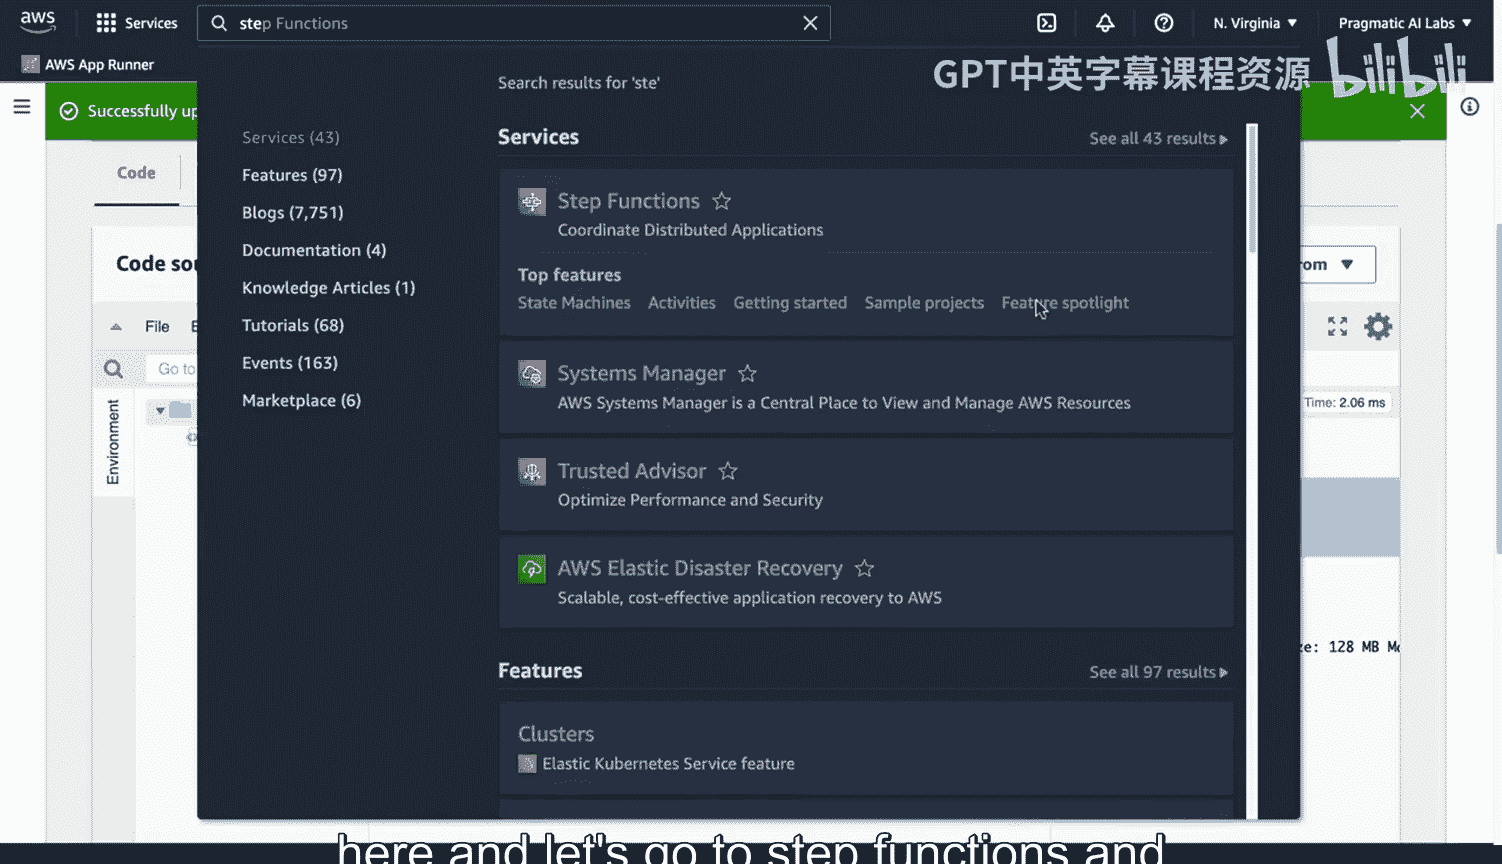 aws
Services
step Functions
N. Virginia
Pragmatic AI Labs
AWS App Runner
GPT中英字幕课程资源
bilibili
Search results for 'ste'
Successfully up
Services (43)
Features (97)
Blogs (7,751)
Documentation (4)
Knowledge Articles (1)
Tutorials (68)
Events (163)
Marketplace (6)
Services
See all 43 results
Step Functions
Coordinate Distributed Applications
Top features
State Machines
Activities
Getting started
Sample projects
Feature spotlight
Systems Manager
AWS Systems Manager is a Central Place to View and Manage AWS Resources
Trusted Advisor
Optimize Performance and Security
AWS Elastic Disaster Recovery
Scalable, cost-effective application recovery to AWS
Features
See all 97 results
Clusters
Elastic Kubernetes Service feature
Code
Code sou
File
Go to
Environment
om
Time: 2.06 ms
ze: 128 MB
here and let's go to step functions and